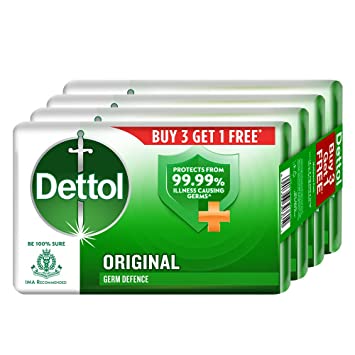 BUY 3 GET 1 FREE*
Dettol
PROTECTS FROM
99.99%
ILLNESS CAUSING
GERMS^
BE 100% SURE
IMA RECOMMENDED
ORIGINAL
GERM DEFENCE
Dettol
Buy 3
Get 1
FREE*